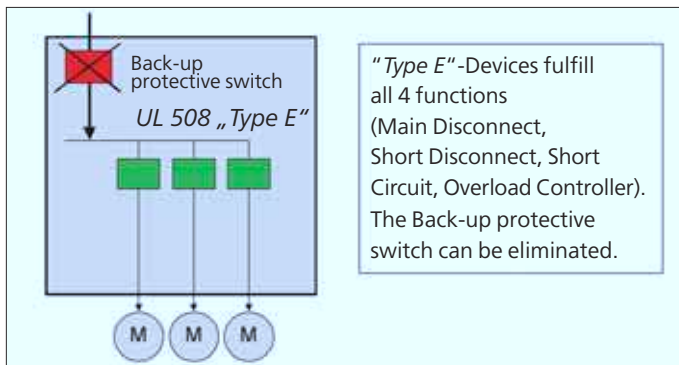 Back-up
protective switch
UL 508 „Type E“
M M M
“Type E“-Devices fulfill
all 4 functions
(Main Disconnect,
Short Disconnect, Short
Circuit, Overload Controller).
The Back-up protective
switch can be eliminated.